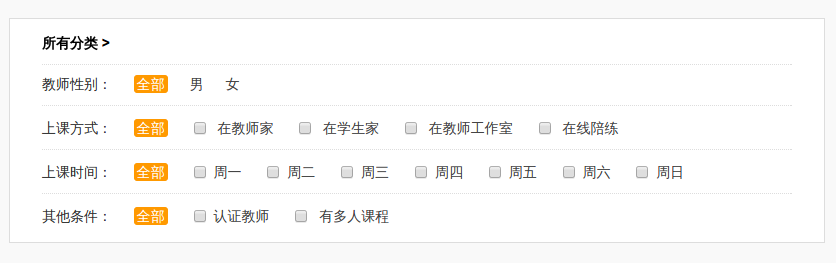 所有分类 >
教师性别： 全部 男 女
上课方式： 全部 在教师家 在学生家 在教师工作室 在线陪练
上课时间： 全部 周一 周二 周三 周四 周五 周六 周日
其他条件： 全部 认证教师 有多人课程